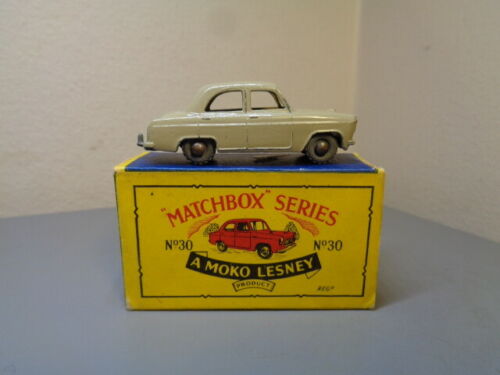 "MATCHBOX" SERIES
Nº30 Nº30
A MOKO LESNEY
PRODUCT
REGD